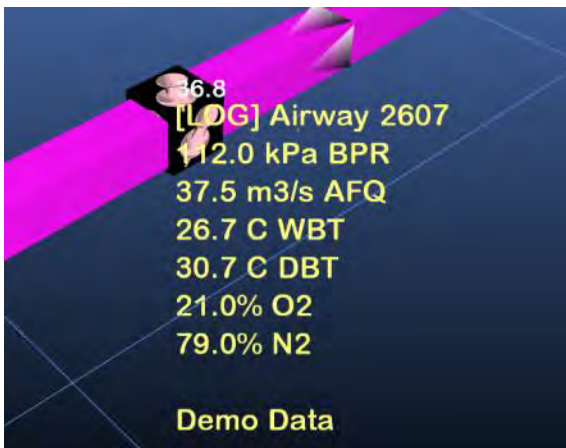 36.8
[LOG] Airway 2607
112.0 kPa BPR
37.5 m3/s AFQ
26.7 C WBT
30.7 C DBT
21.0% O2
79.0% N2
Demo Data